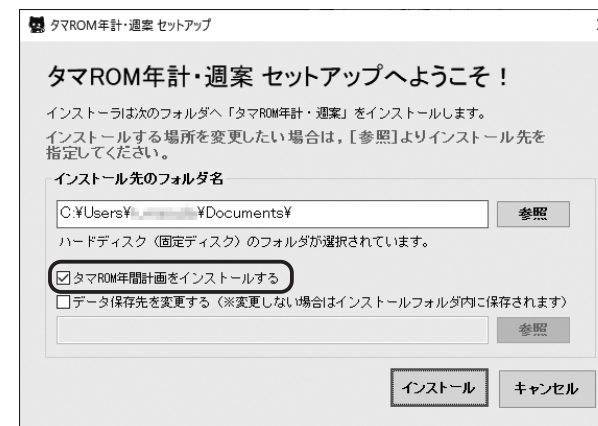 タマROM年計・週案 セットアップ
タマROM年計・週案 セットアップへようこそ！
インストーラは次のフォルダへ「タマROM年計・週案」をインストールします。
インストールする場所を変更したい場合は，[参照]よりインストール先を
指定してください。
インストール先のフォルダ名
C:¥Users¥ ¥Documents¥
参照
ハードディスク（固定ディスク）のフォルダが選択されています。
タマROM年間計画をインストールする
データ保存先を変更する（※変更しない場合はインストールフォルダ内に保存されます）
参照
インストール
キャンセル